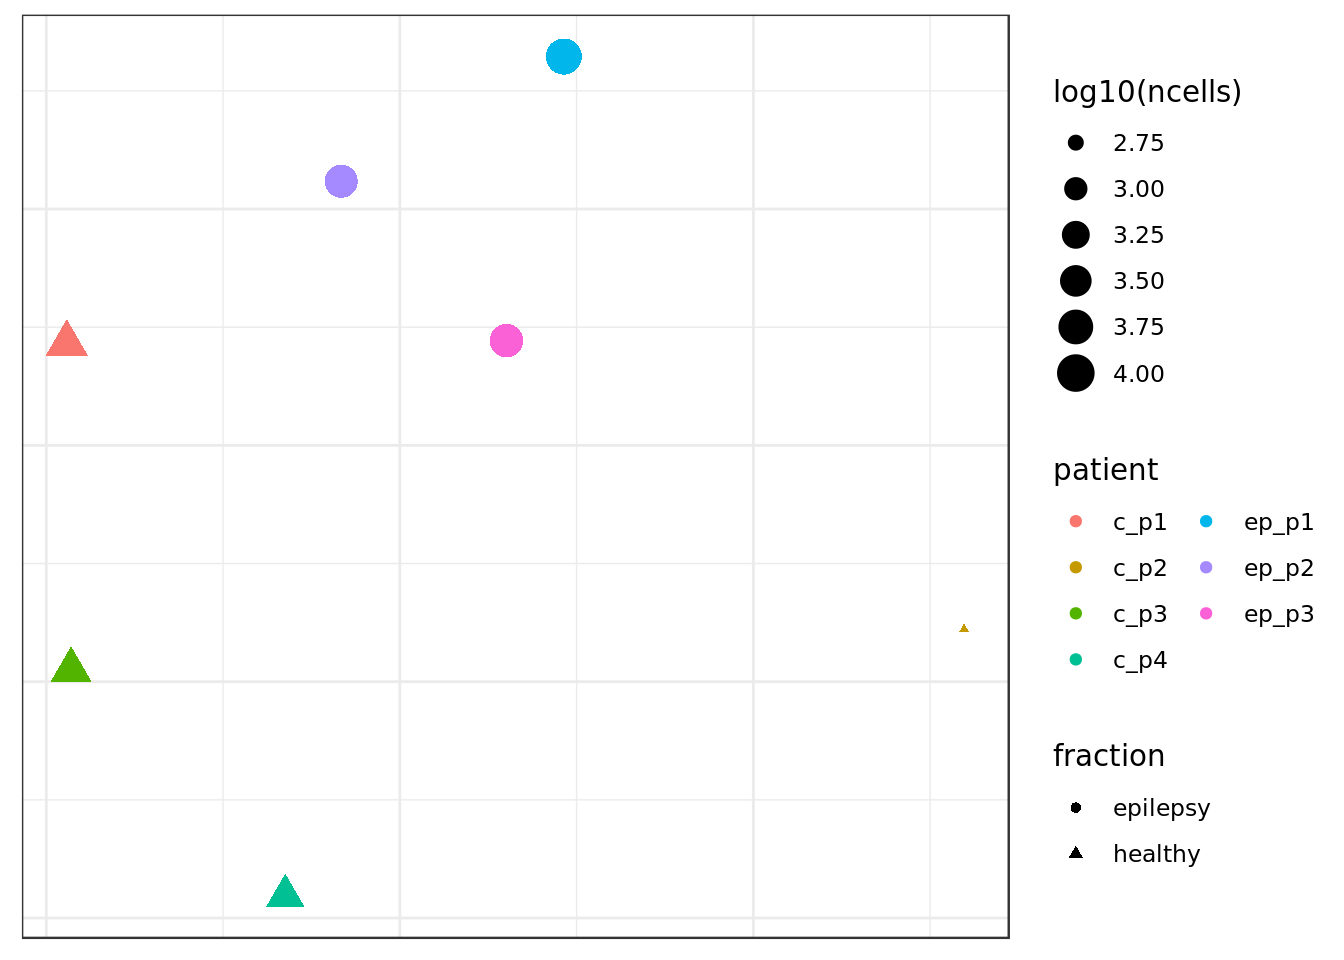 log10(ncells)
2.75
3.00
3.25
3.50
3.75
4.00
patient
c_p1 ep_p1
c_p2 ep_p2
c_p3 ep_p3
c_p4
fraction
epilepsy
healthy